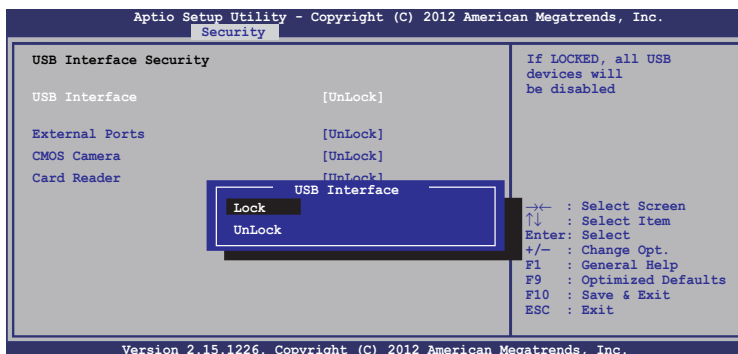 Aptio Setup Utility - Copyright (C) 2012 American Megatrends, Inc.
Security
USB Interface Security
USB Interface [UnLock]
External Ports [UnLock]
CMOS Camera [UnLock]
Card Reader [UnLock]
USB Interface
Lock
UnLock
If LOCKED, all USB
devices will
be disabled
→← : Select Screen
↑↓ : Select Item
Enter: Select
+/— : Change Opt.
F1 : General Help
F9 : Optimized Defaults
F10 : Save & Exit
ESC : Exit
Version 2.15.1226. Copyright (C) 2012 American Megatrends, Inc.